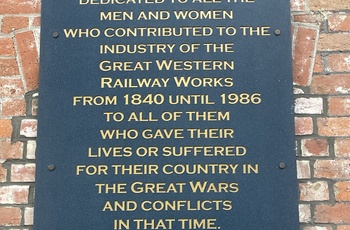 DEDICATED TO ALL THE
MEN AND WOMEN
WHO CONTRIBUTED TO THE
INDUSTRY OF THE
GREAT WESTERN
RAILWAY WORKS
FROM 1840 UNTIL 1986
TO ALL OF THEM
WHO GAVE THEIR
LIVES OR SUFFERED
FOR THEIR COUNTRY IN
THE GREAT WARS
AND CONFLICTS
IN THAT TIME.